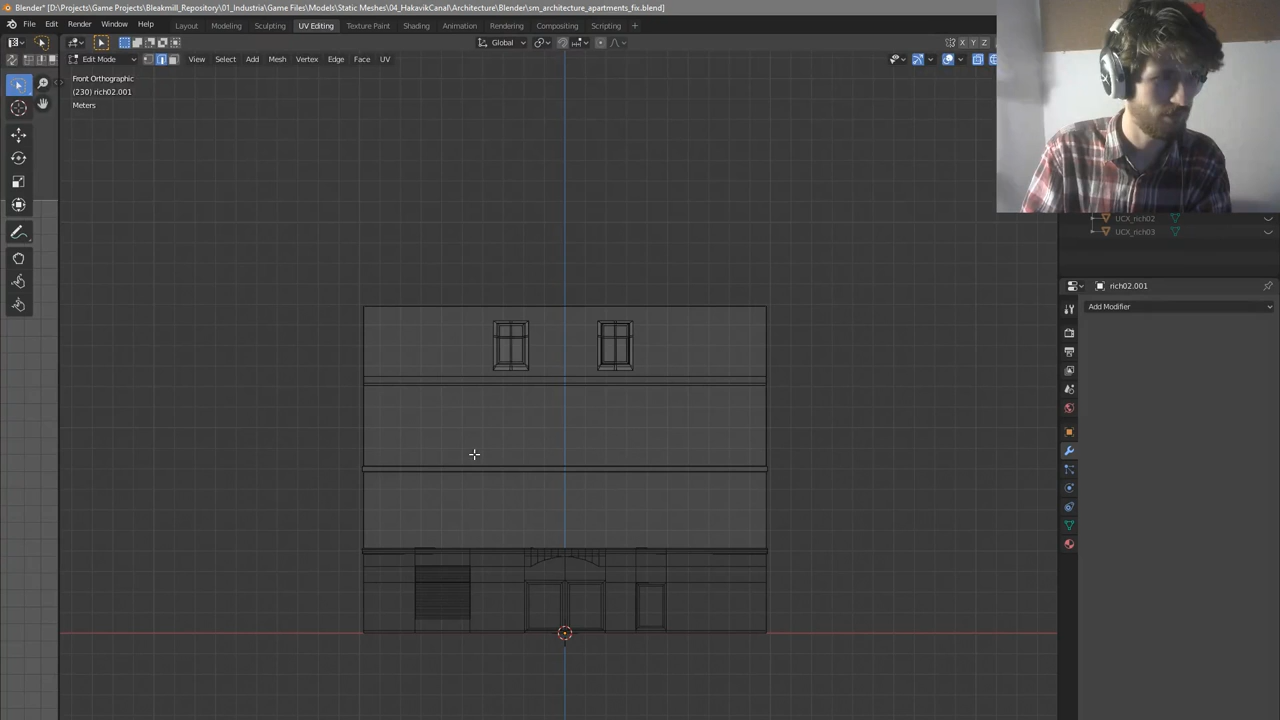 Blender* [D:\Projects\Game Projects\Bleakmill_Repository\01_Industria\Game Files\Models\Static Meshes\04_HakavikCanal\Architecture\Blender\sm_architecture_apartments_fix.blend]
File Edit Render Window Help Layout Modeling Sculpting UV Editing Texture Paint Shading Animation Rendering Compositing Scripting +
Global X Y Z
Edit Mode View Select Add Mesh Vertex Edge Face UV
Front Orthographic
(230) rich02.001
Meters
UCX_rich02
UCX_rich03
rich02.001
Add Modifier